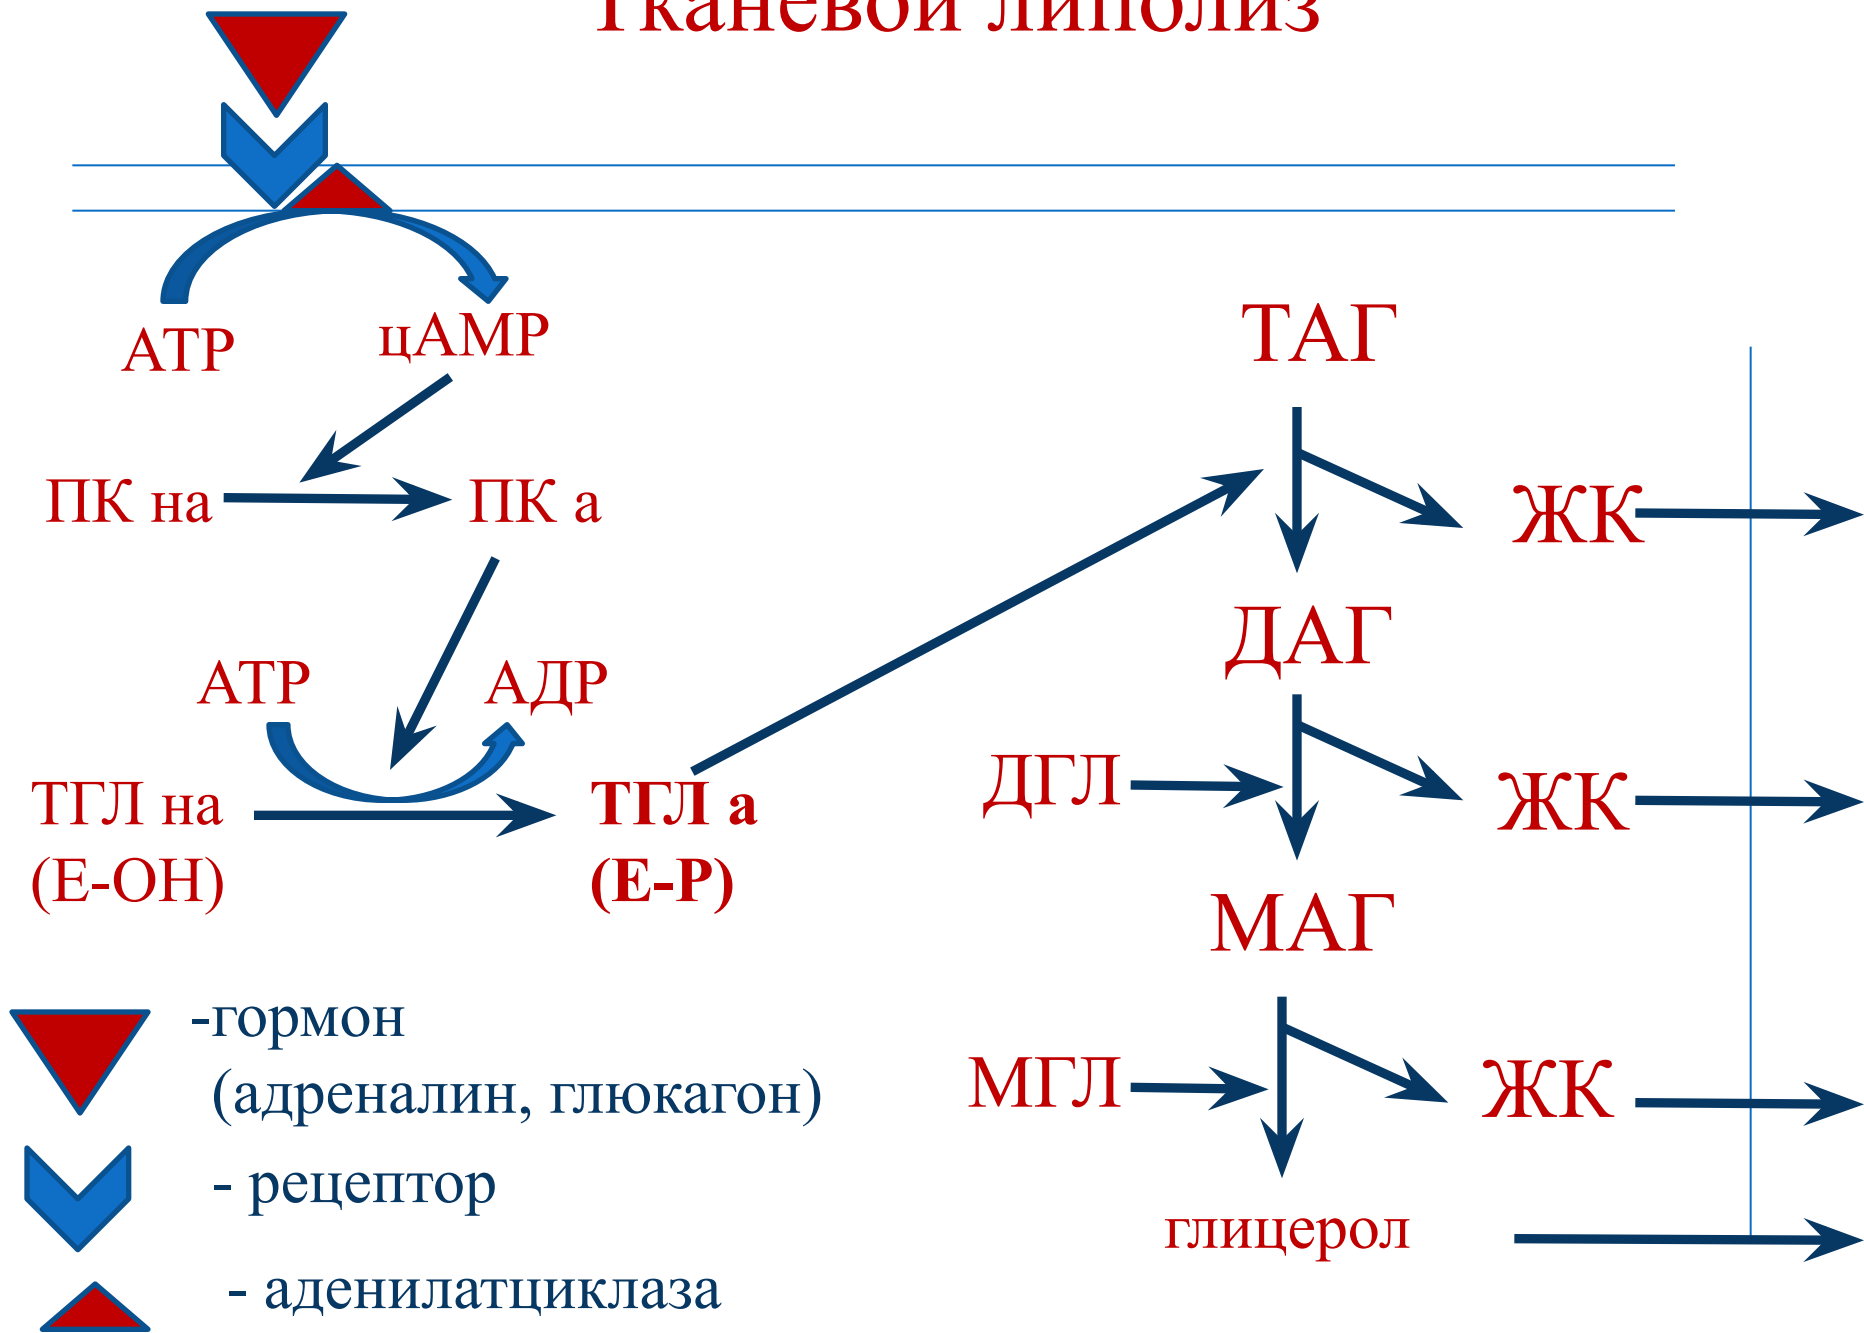 Тканевой липолиз
АТР
цАМР
ПК на
ПК а
АТР
АДР
ТГЛ на
(Е-ОН)
ТГЛ а
(Е-Р)
ТАГ
ЖК
ДАГ
ДГЛ
ЖК
МАГ
МГЛ
ЖК
глицерол
-гормон
(адреналин, глюкагон)
- рецептор
- аденилатциклаза